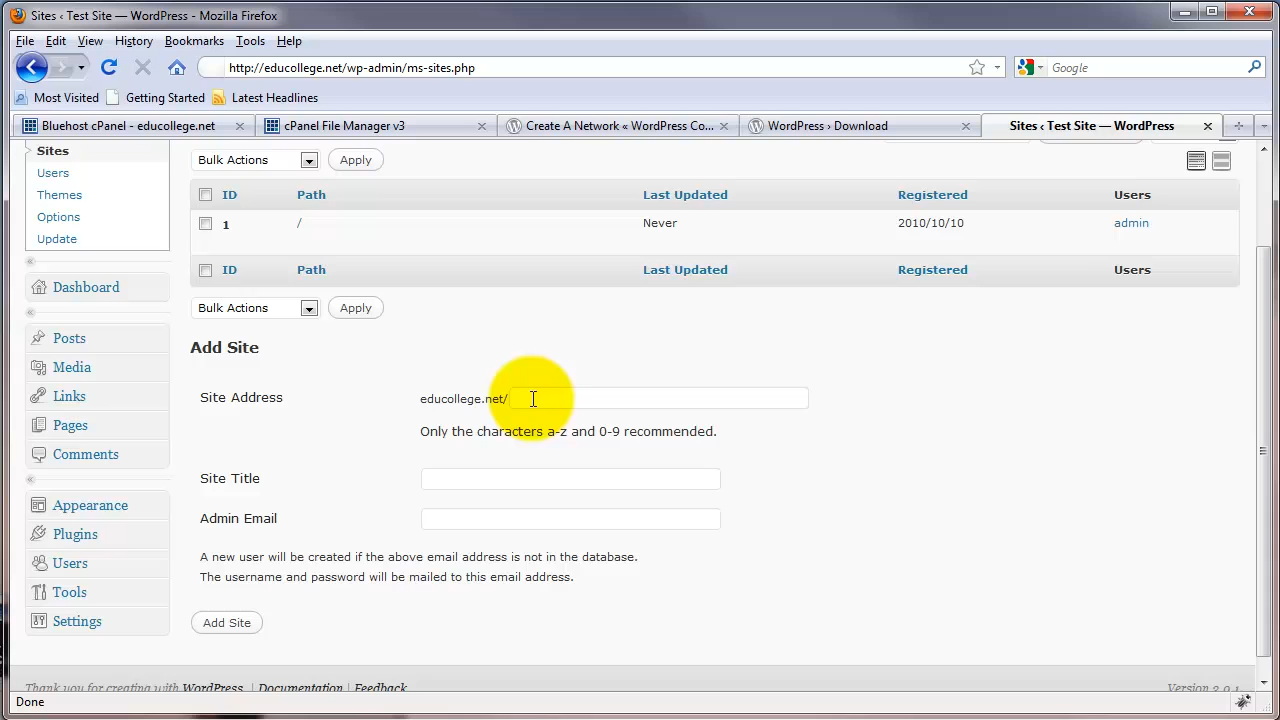 Sites ‹ Test Site — WordPress - Mozilla Firefox
File Edit View History Bookmarks Tools Help
http://educollege.net/wp-admin/ms-sites.php
Google
Most Visited Getting Started Latest Headlines
Bluehost cPanel - educollege.net
cPanel File Manager v3
Create A Network « WordPress Co...
WordPress › Download
Sites ‹ Test Site — WordPress
Sites
Users
Themes
Options
Update
Dashboard
Posts
Media
Links
Pages
Comments
Appearance
Plugins
Users
Tools
Settings
Bulk Actions Apply
ID Path Last Updated Registered Users
1 / Never 2010/10/10 admin
ID Path Last Updated Registered Users
Bulk Actions Apply
Add Site
Site Address educollege.net/
Only the characters a-z and 0-9 recommended.
Site Title
Admin Email
A new user will be created if the above email address is not in the database.
The username and password will be mailed to this email address.
Add Site
Thank you for creating with WordPress. | Documentation | Feedback
Version 3.0.1
Done